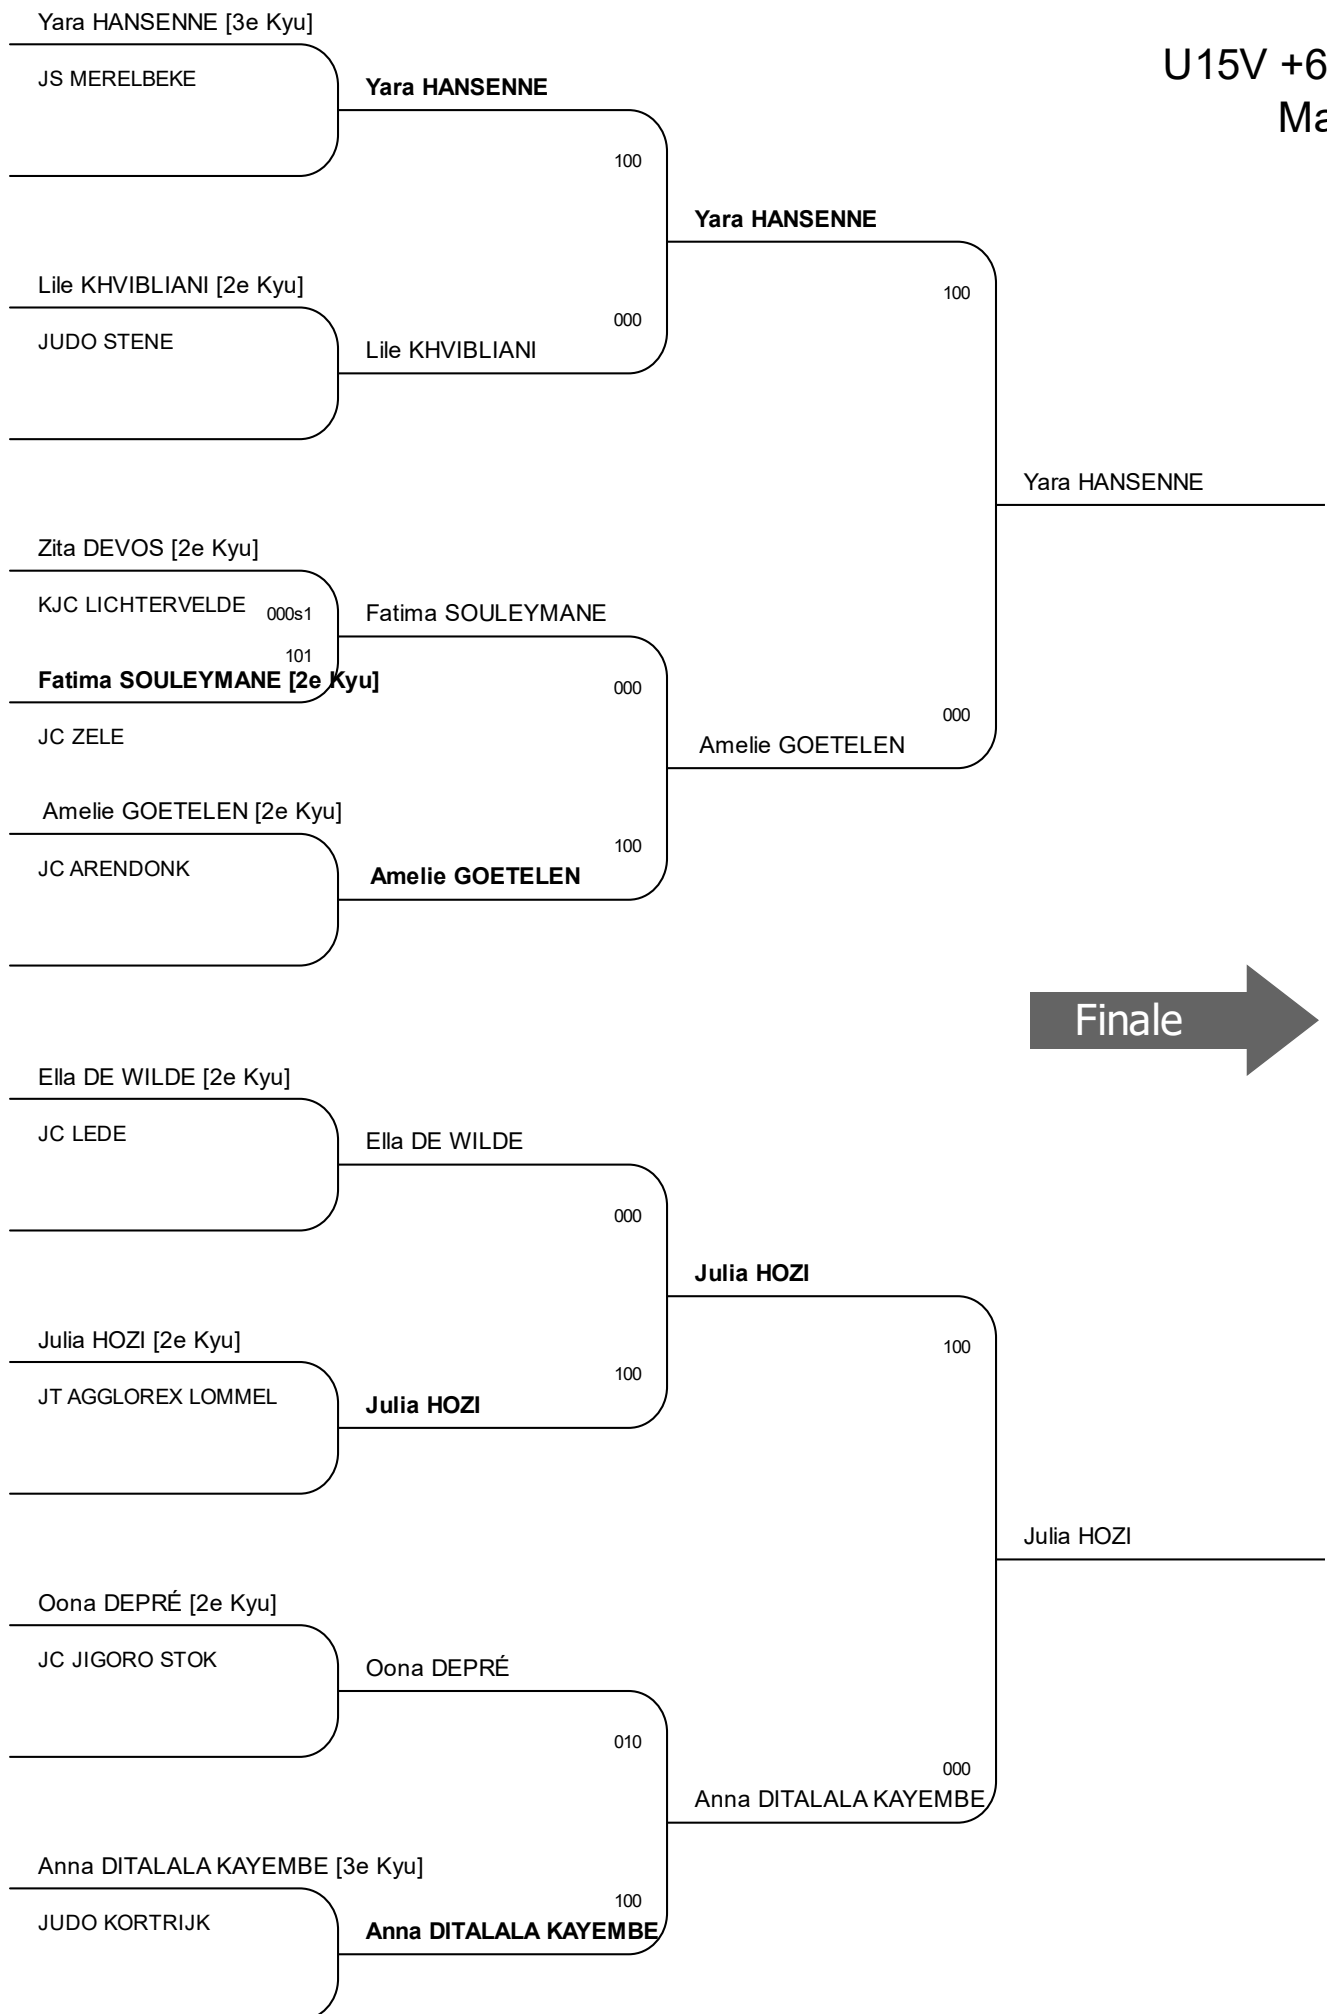 Yara HANSENNE [3e Kyu]
U15V +6
JS MERELBEKE
Yara HANSENNE
Ma
100
Yara HANSENNE
Lile KHVIBLIANI [2e Kyu]
100
000
JUDO STENE
Lile KHVIBLIANI
Yara HANSENNE
Zita DEVOS [2e Kyu]
KJC LICHTERVELDE
000s1
Fatima SOULEYMANE
101
Fatima SOULEYMANE [2e Kyu]
000
000
JC ZELE
Amelie GOETELEN
Amelie GOETELEN [2e Kyu]
100
JC ARENDONK
Amelie GOETELEN
Finale
Ella DE WILDE [2e Kyu]
JC LEDE
Ella DE WILDE
000
Julia HOZI
Julia HOZI [2e Kyu]
100
100
JT AGGLOREX LOMMEL
Julia HOZI
Julia HOZI
Oona DEPRÉ [2e Kyu]
JC JIGORO STOK
Oona DEPRÉ
010
000
Anna DITALALA KAYEMBE
Anna DITALALA KAYEMBE [3e Kyu]
100
JUDO KORTRIJK
Anna DITALALA KAYEMBE